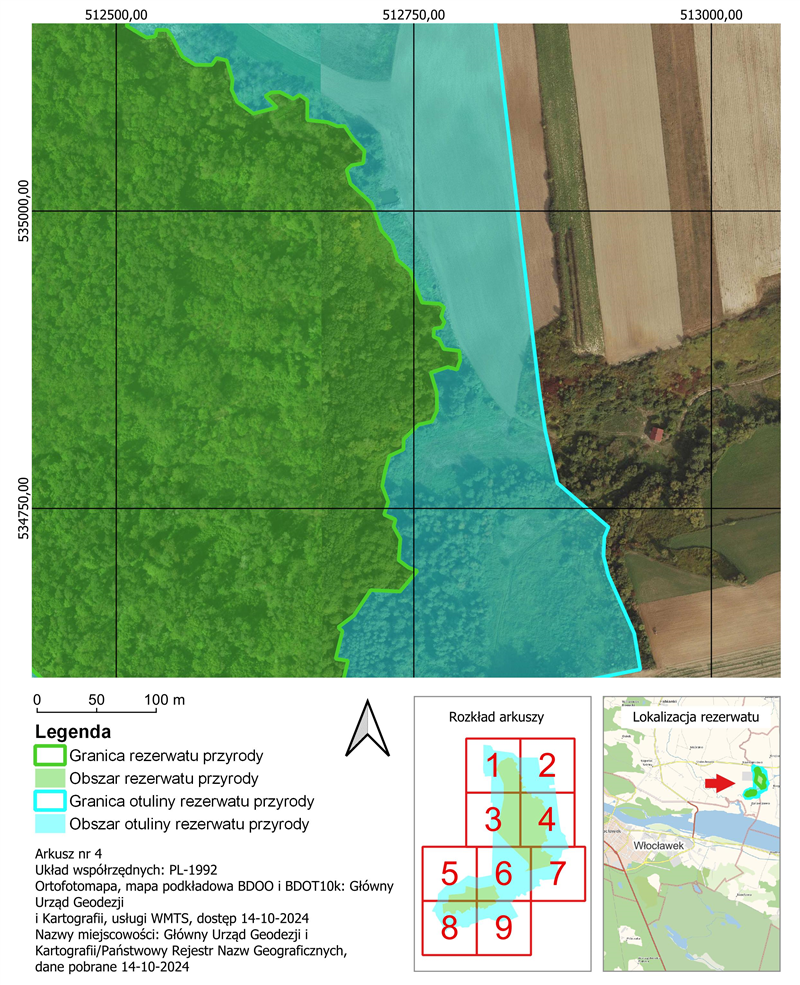 512500,00 512750,00 513000,00
535000,00
534750,00
0 50 100 m
Legenda
Granica rezerwatu przyrody
Obszar rezerwatu przyrody
Granica otuliny rezerwatu przyrody
Obszar otuliny rezerwatu przyrody
Arkusz nr 4
Układ współrzędnych: PL-1992
Ortofotomapa, mapa podkładowa BDOO i BDOT10k: Główny
Urząd Geodezji
i Kartografii, usługi WMTS, dostęp 14-10-2024
Nazwy miejscowości: Główny Urząd Geodezji i
Kartografii/Państwowy Rejestr Nazw Geograficznych,
dane pobrane 14-10-2024
Rozkład arkuszy
1 2
3 4
5 6 7
8 9
Lokalizacja rezerwatu
Włocławek